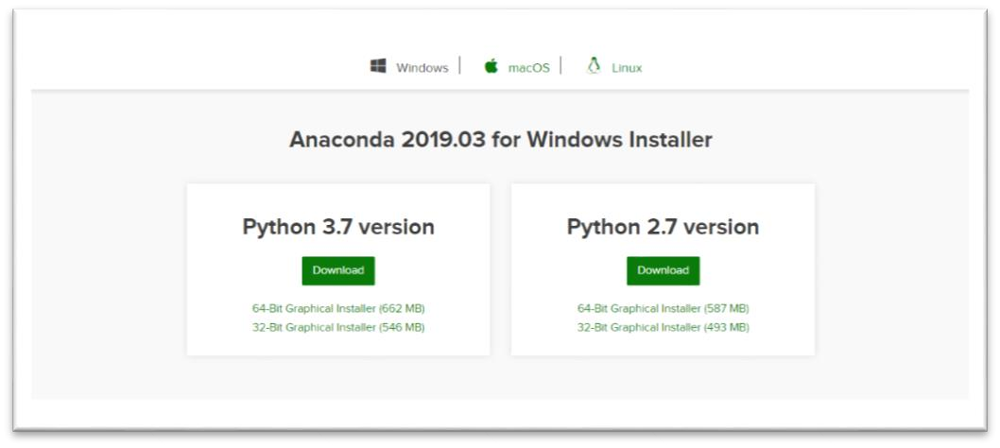 Windows | macOS | Linux
Anaconda 2019.03 for Windows Installer
Python 3.7 version
Download
64-Bit Graphical Installer (662 MB)
32-Bit Graphical Installer (546 MB)
Python 2.7 version
Download
64-Bit Graphical Installer (587 MB)
32-Bit Graphical Installer (493 MB)